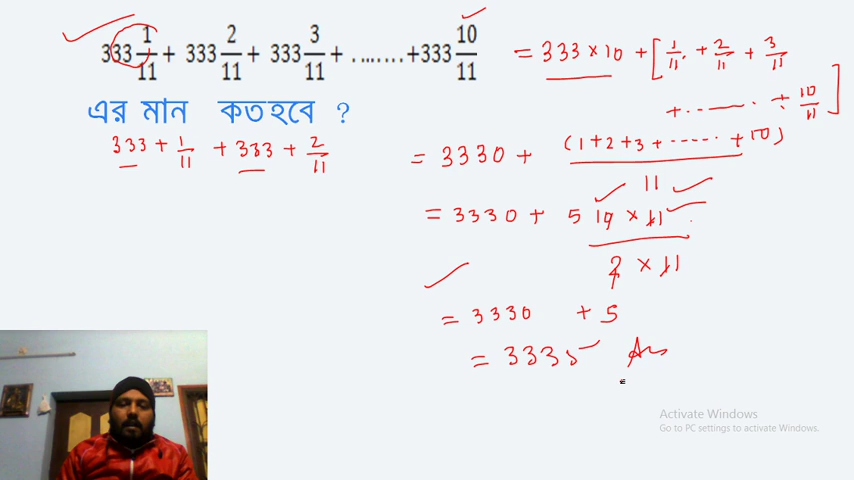 333 1/11 + 333 2/11 + 333 3/11 + ........ +333 10/11
এর মান কত হবে ?
333 + 1/11 + 333 + 2/11
= 333 × 10 + [ 1/11 + 2/11 + 3/11
+ ........ + 10/11 ]
= 3330 + (1+2+3+ ...... + 10) / 11
= 3330 + 5 10 × 11 / 2 × 11
= 3330 + 5
= 3335 Ans
Activate Windows
Go to PC settings to activate Windows.